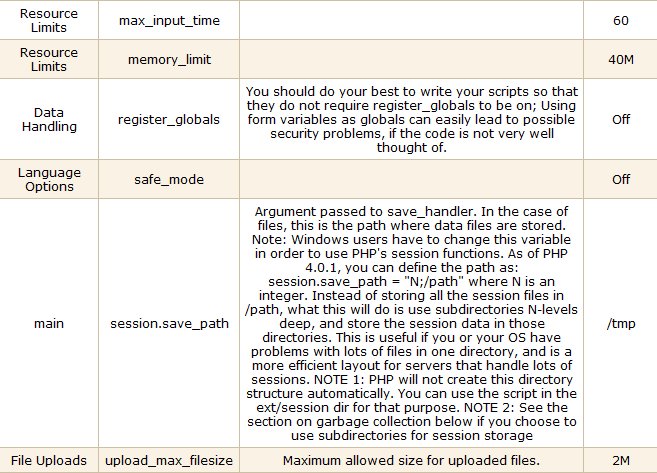 Resource
Limits
max_input_time
60
Resource
Limits
memory_limit
40M
Data
Handling
register_globals
You should do your best to write your scripts so that
they do not require register_globals to be on; Using
form variables as globals can easily lead to possible
security problems, if the code is not very well
thought of.
Off
Language
Options
safe_mode
Off
main
session.save_path
Argument passed to save_handler. In the case of
files, this is the path where data files are stored.
Note: Windows users have to change this variable
in order to use PHP's session functions. As of PHP
4.0.1, you can define the path as:
session.save_path = "N;/path" where N is an
integer. Instead of storing all the session files in
/path, what this will do is use subdirectories N-levels
deep, and store the session data in those
directories. This is useful if you or your OS have
problems with lots of files in one directory, and is a
more efficient layout for servers that handle lots of
sessions. NOTE 1: PHP will not create this directory
structure automatically. You can use the script in the
ext/session dir for that purpose. NOTE 2: See the
section on garbage collection below if you choose to
use subdirectories for session storage
/tmp
File Uploads
upload_max_filesize
Maximum allowed size for uploaded files.
2M